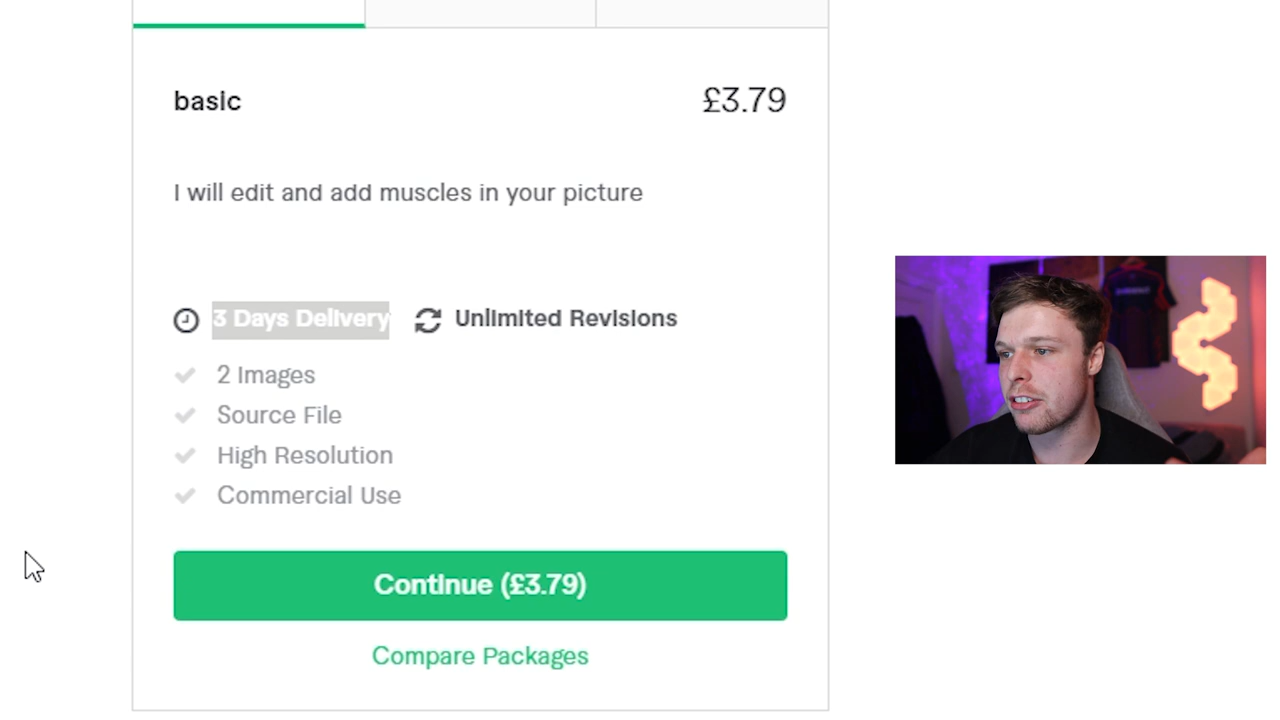 basic
£3.79
I will edit and add muscles in your picture
3 Days Delivery
Unlimited Revisions
2 Images
Source File
High Resolution
Commercial Use
Continue (£3.79)
Compare Packages